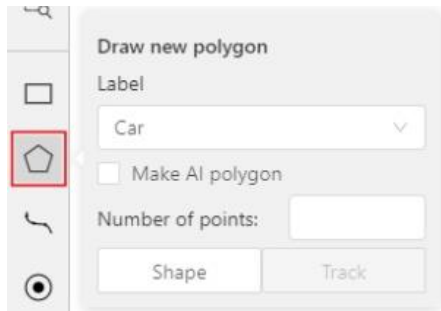 Draw new polygon
Label
Car
Make AI polygon
Number of points:
Shape Track